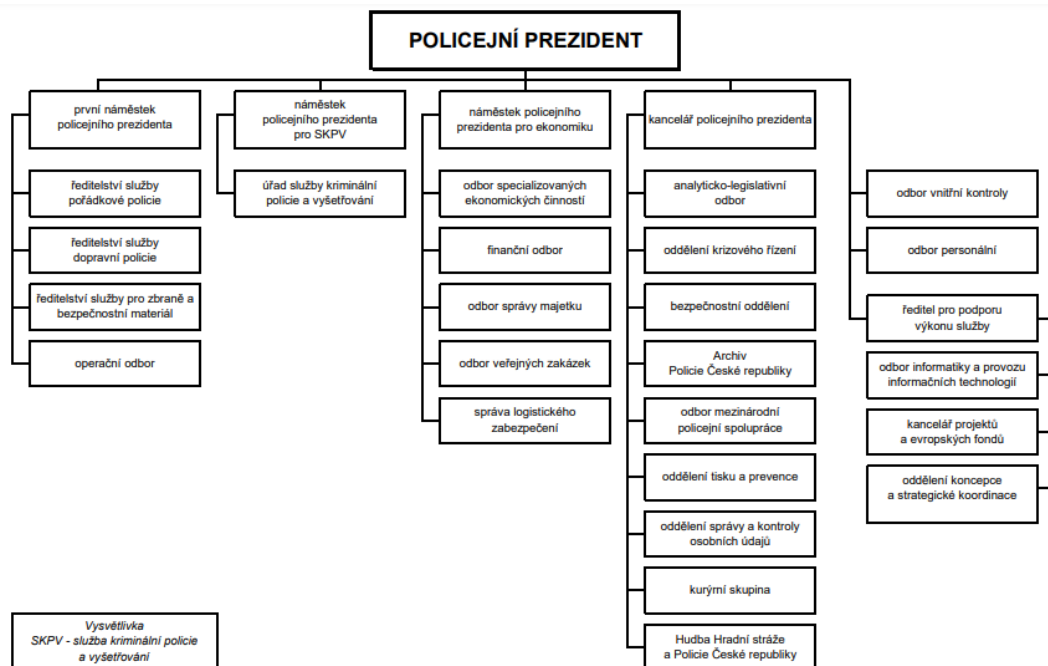 POLICEJNÍ PREZIDENT
první náměstek
policejního prezidenta
ředitelství služby
pořádkové policie
ředitelství služby
dopravní policie
ředitelství služby pro zbraně a
bezpečnostní materiál
operační odbor
náměstek
policejního prezidenta
pro SKPV
úřad služby kriminální
policie a vyšetřování
náměstek policejního
prezidenta pro ekonomiku
odbor specializovaných
ekonomických činností
finanční odbor
odbor správy majetku
odbor veřejných zakázek
správa logistického
zabezpečení
kancelář policejního prezidenta
analyticko-legislativní
odbor
oddělení krizového řízení
bezpečnostní oddělení
Archiv
Policie České republiky
odbor mezinárodní
policejní spolupráce
oddělení tisku a prevence
oddělení správy a kontroly
osobních údajů
kurýrní skupina
Hudba Hradní stráže
a Policie České republiky
odbor vnitřní kontroly
odbor personální
ředitel pro podporu
výkonu služby
odbor informatiky a provozu
informačních technologií
kancelář projektů
a evropských fondů
oddělení koncepce
a strategické koordinace
Vysvětlivka
SKPV - služba kriminální policie
a vyšetřování